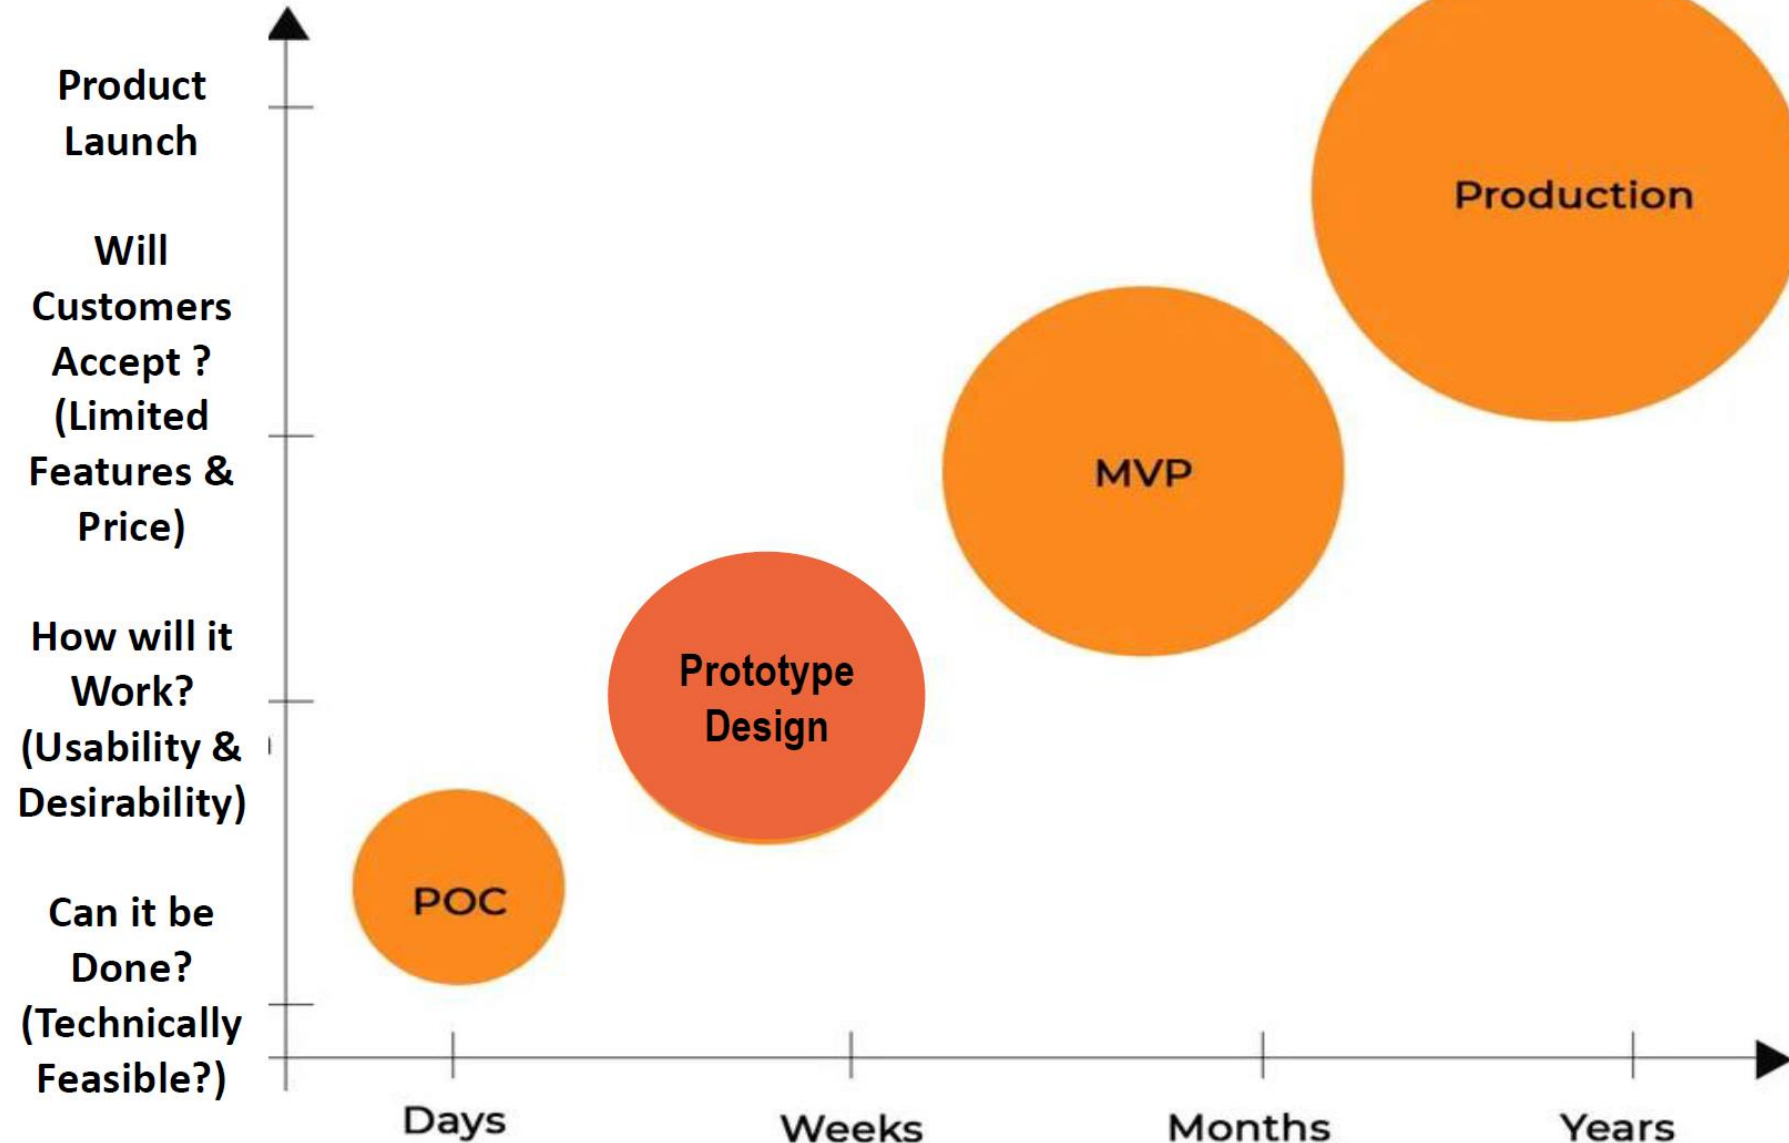 Product
Launch
Will
Customers
Accept ?
(Limited
Features &
Price)
How will it
Work?
(Usability &
Desirability)
Can it be
Done?
(Technically
Feasible?)
Production
MVP
Prototype
Design
POC
Days
Weeks
Months
Years